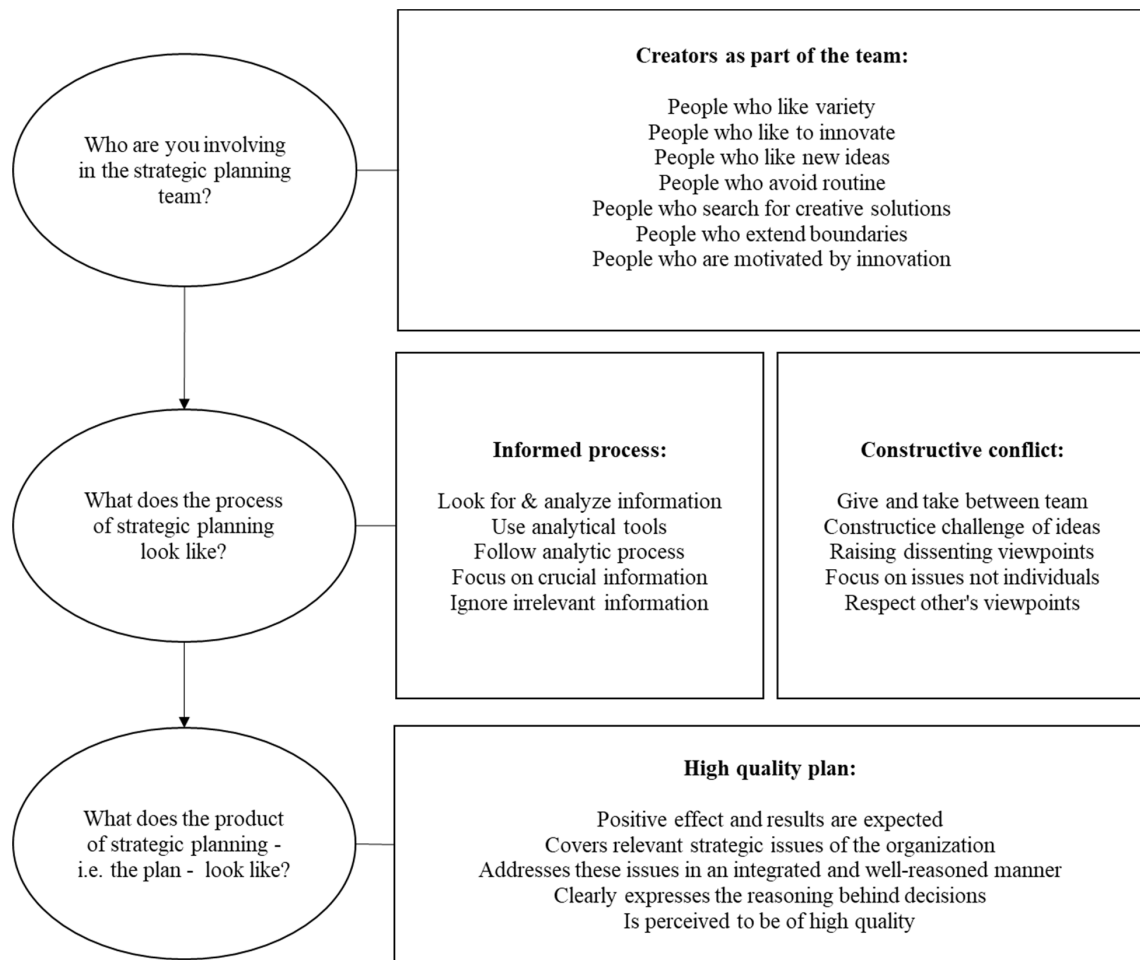 Who are you involving
in the strategic planning
team?
Creators as part of the team:
People who like variety
People who like to innovate
People who like new ideas
People who avoid routine
People who search for creative solutions
People who extend boundaries
People who are motivated by innovation
What does the process
of strategic planning
look like?
Informed process:
Look for & analyze information
Use analytical tools
Follow analytic process
Focus on crucial information
Ignore irrelevant information
Constructive conflict:
Give and take between team
Constructice challenge of ideas
Raising dissenting viewpoints
Focus on issues not individuals
Respect other's viewpoints
What does the product
of strategic planning -
i.e. the plan - look like?
High quality plan:
Positive effect and results are expected
Covers relevant strategic issues of the organization
Addresses these issues in an integrated and well-reasoned manner
Clearly expresses the reasoning behind decisions
Is perceived to be of high quality